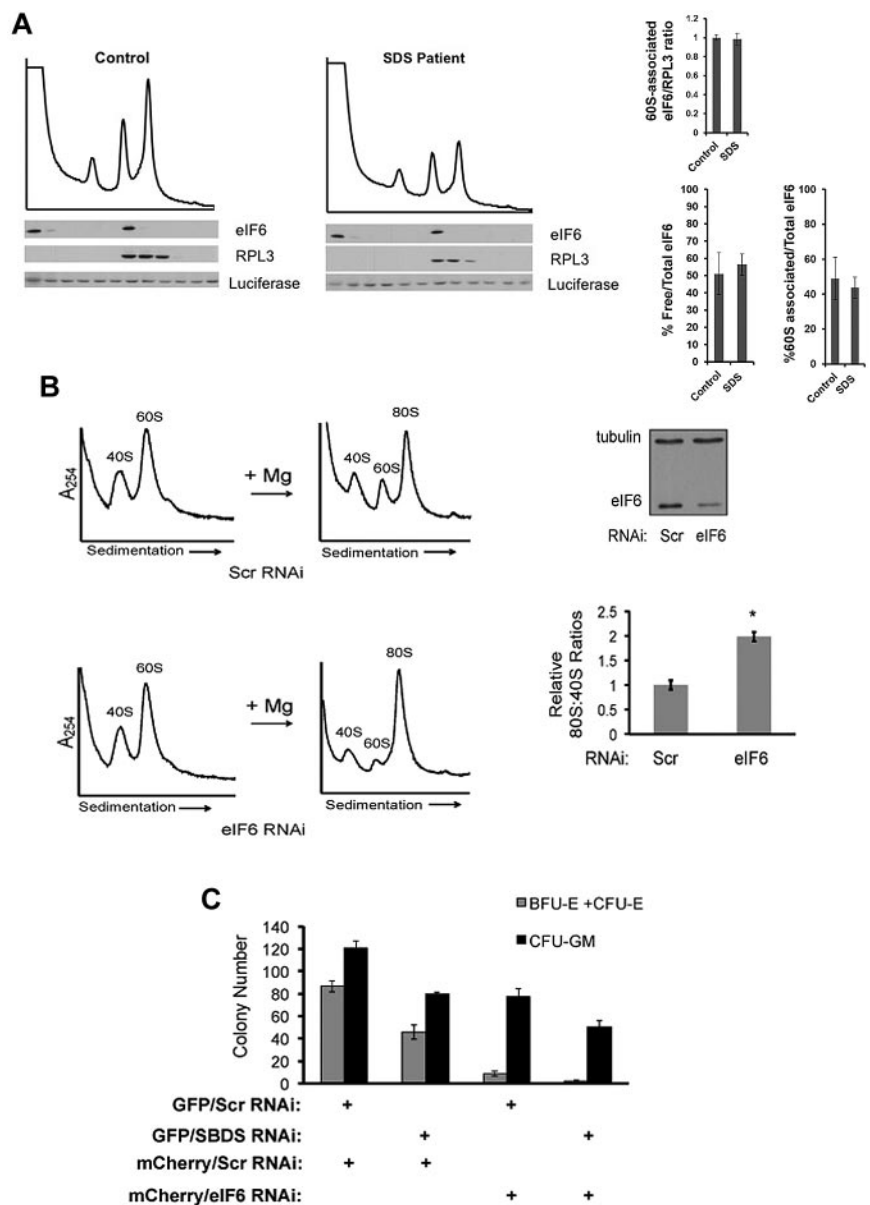 A
Control
SDS Patient
eIF6
RPL3
Luciferase
eIF6
RPL3
Luciferase
60S-associated
eIF6/RPL3 ratio
1.2
1
0.8
0.6
0.4
0.2
0
Control
SDS
% Free/Total eIF6
100
90
80
70
60
50
40
30
20
10
0
Control
SDS
%60S associated/Total eIF6
100
80
60
40
20
0
Control
SDS
B
A254
40S
60S
Sedimentation
+ Mg
40S
60S
80S
Sedimentation
Scr RNAi
tubulin
eIF6
RNAi: Scr eIF6
A254
40S
60S
Sedimentation
+ Mg
40S
60S
80S
Sedimentation
eIF6 RNAi
Relative
80S:40S Ratios
2.5
2
1.5
1
0.5
0
*
RNAi: Scr eIF6
C
BFU-E +CFU-E
CFU-GM
Colony Number
140
120
100
80
60
40
20
0
GFP/Scr RNAi: + +
GFP/SBDS RNAi: + +
mCherry/Scr RNAi: + +
mCherry/eIF6 RNAi: + +